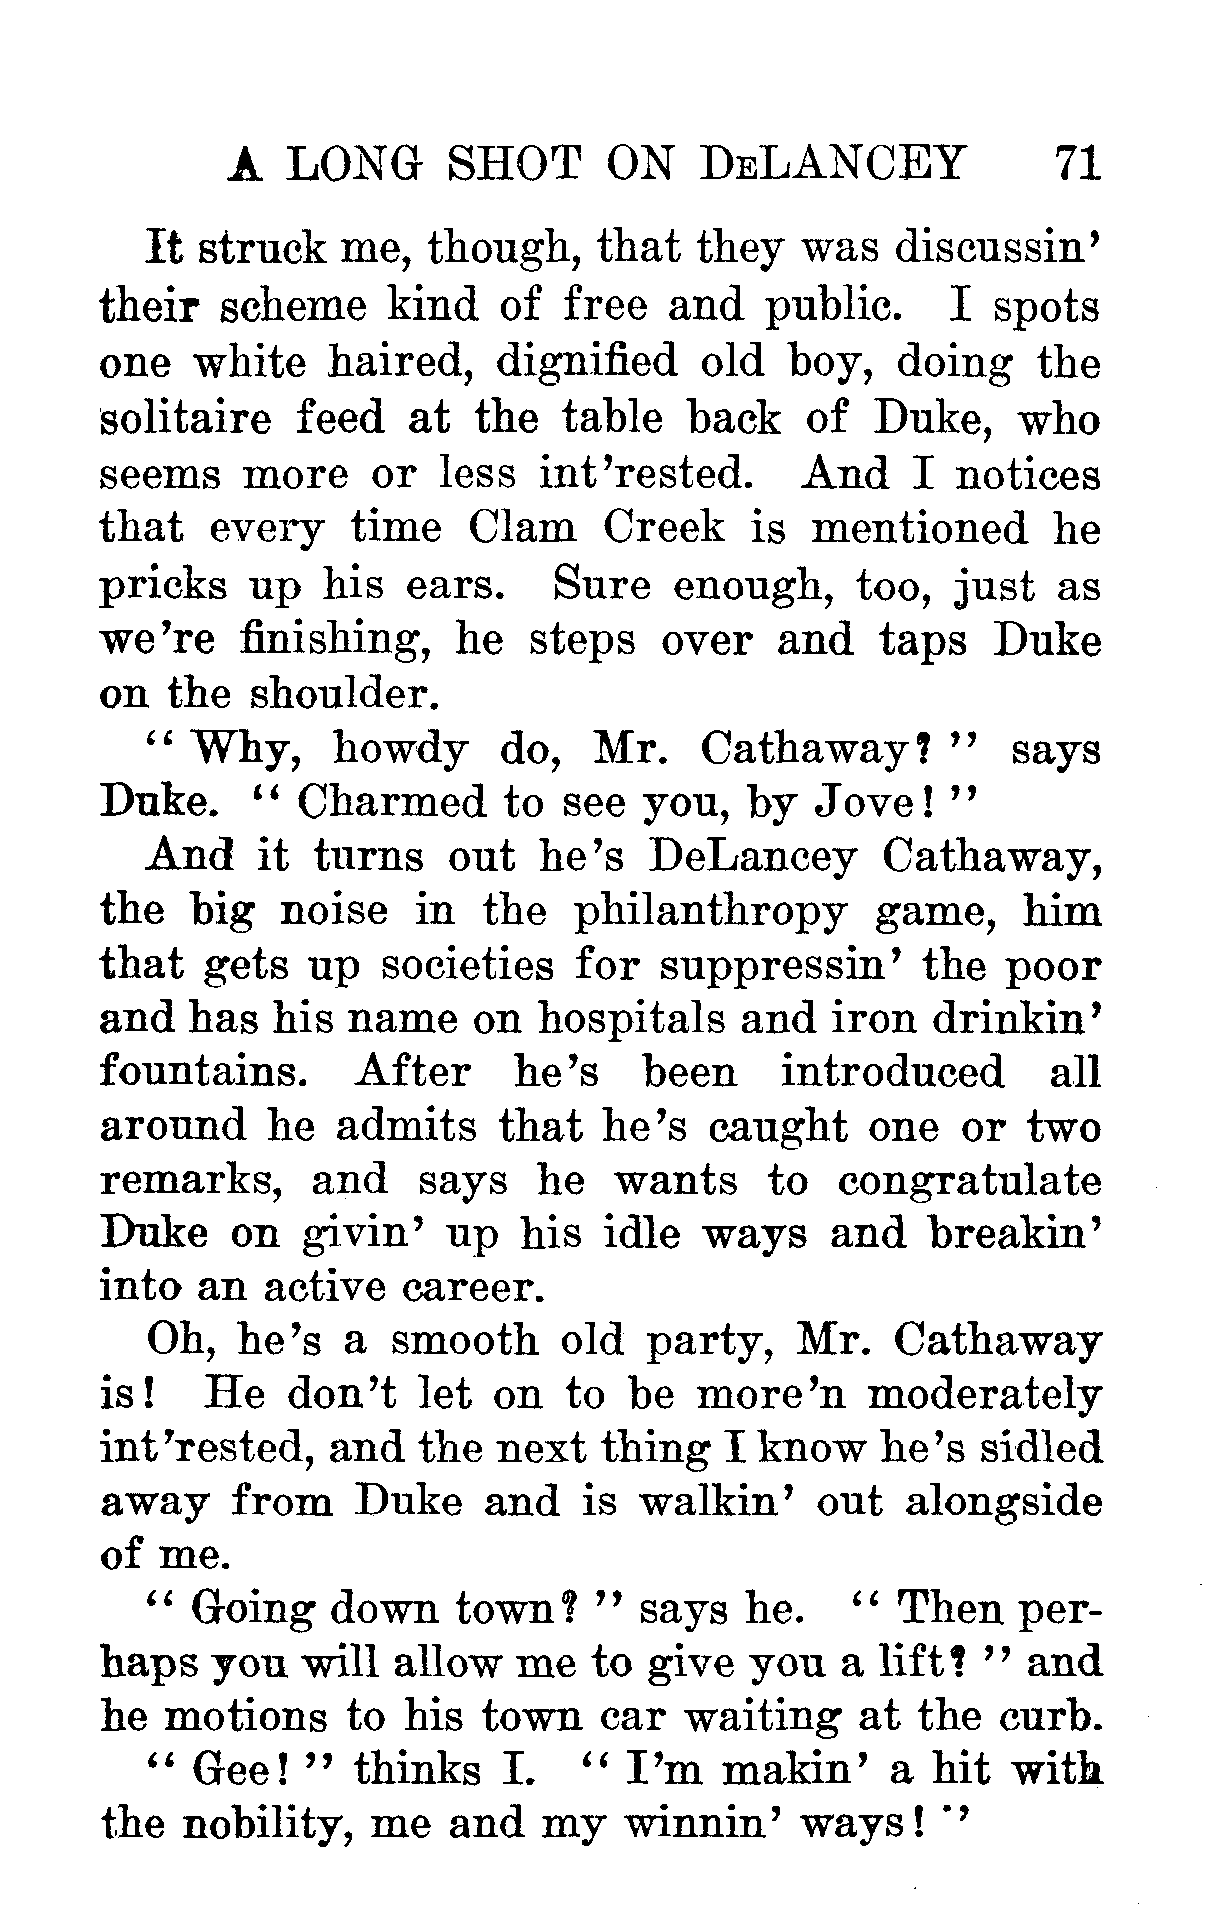 A LONG SHOT ON DeLANCEY 71
It struck me, though, that they was discussin'
their scheme kind of free and public. I spots
one white haired, dignified old boy, doing the
solitaire feed at the table back of Duke, who
seems more or less int'rested. And I notices
that every time Clam Creek is mentioned he
pricks up his ears. Sure enough, too, just as
we're finishing, he steps over and taps Duke
on the shoulder.
"Why, howdy do, Mr. Cathaway?" says
Duke. "Charmed to see you, by Jove!"
And it turns out he's DeLancey Cathaway,
the big noise in the philanthropy game, him
that gets up societies for suppressin' the poor
and has his name on hospitals and iron drinkin'
fountains. After he's been introduced all
around he admits that he's caught one or two
remarks, and says he wants to congratulate
Duke on givin' up his idle ways and breakin'
into an active career.
Oh, he's a smooth old party, Mr. Cathaway
is! He don't let on to be more'n moderately
int'rested, and the next thing I know he's sidled
away from Duke and is walkin' out alongside
of me.
"Going down town?" says he. "Then per-
haps you will allow me to give you a lift?" and
he motions to his town car waiting at the curb.
"Gee!" thinks I. "I'm makin' a hit with
the nobility, me and my winnin' ways!"